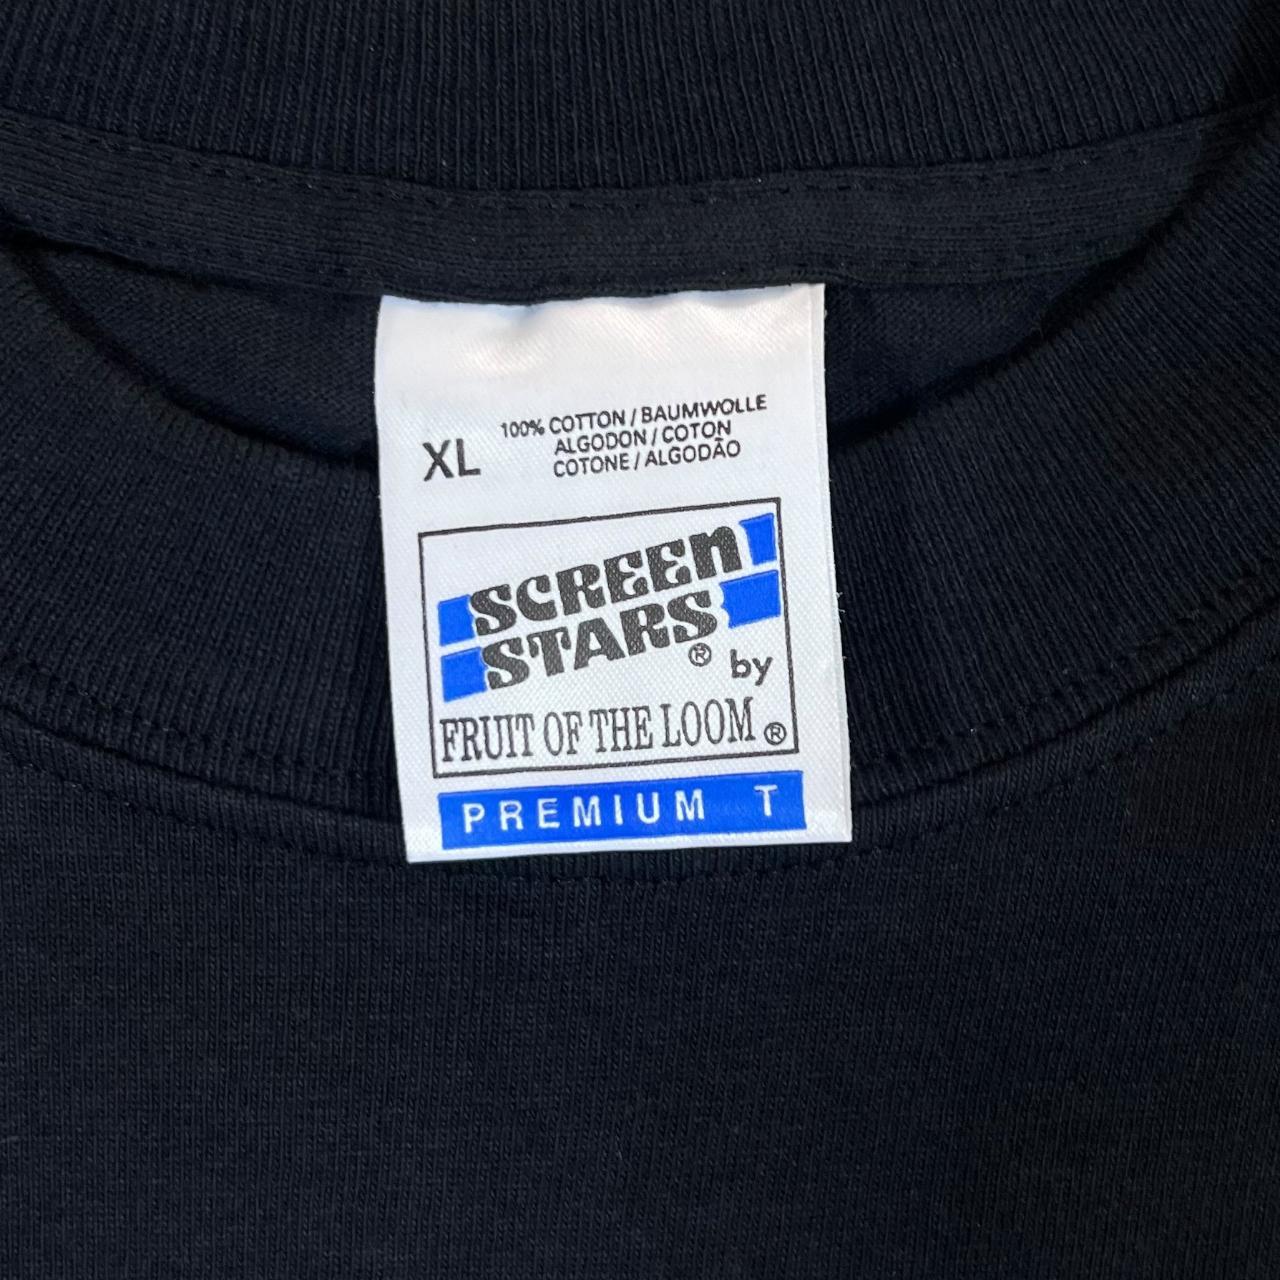 XL
100% COTTON / BAUMWOLLE
ALGODON / COTON
COTONE / ALGODÃO
SCREEN
STARS® by
FRUIT OF THE LOOM®
PREMIUM T